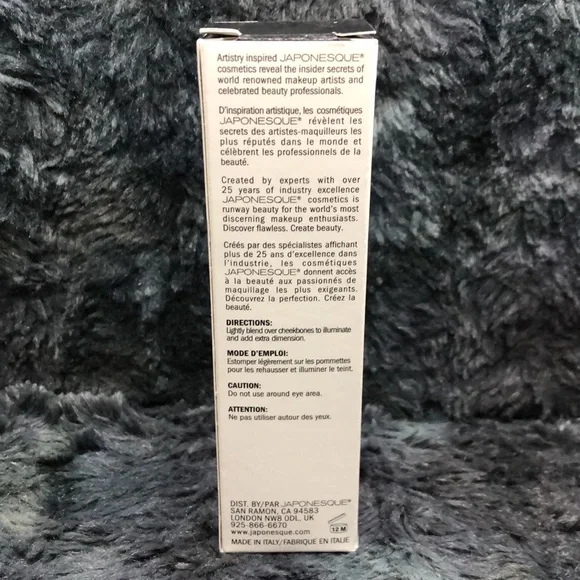 Artistry inspired JAPONESQUE®
cosmetics reveal the insider secrets of
world renowned makeup artists and
celebrated beauty professionals.
D'inspiration artistique, les cosmétiques
JAPONESQUE® révèlent les
secrets des artistes-maquilleurs les
plus réputés dans le monde et
célèbrent les professionnels de la
beauté.
Created by experts with over
25 years of industry excellence
JAPONESQUE® cosmetics is
runway beauty for the world's most
discerning makeup enthusiasts.
Discover flawless. Create beauty.
Créés par des spécialistes affichant
plus de 25 ans d'excellence dans
l'industrie, les cosmétiques
JAPONESQUE® donnent accès
à la beauté aux passionnés de
maquillage les plus exigeants.
Découvrez la perfection. Créez la
beauté.
DIRECTIONS:
Lightly blend over cheekbones to illuminate
and add extra dimension.
MODE D'EMPLOI:
Estomper légèrement sur les pommettes
pour les rehausser et illuminer le teint.
CAUTION:
Do not use around eye area.
ATTENTION:
Ne pas utiliser autour des yeux.
DIST. BY/PAR JAPONESQUE®
SAN RAMON, CA 94583
LONDON NW8 0DL, UK
925-866-6670
www.japonesque.com
12 M
MADE IN ITALY/FABRIQUE EN ITALIE